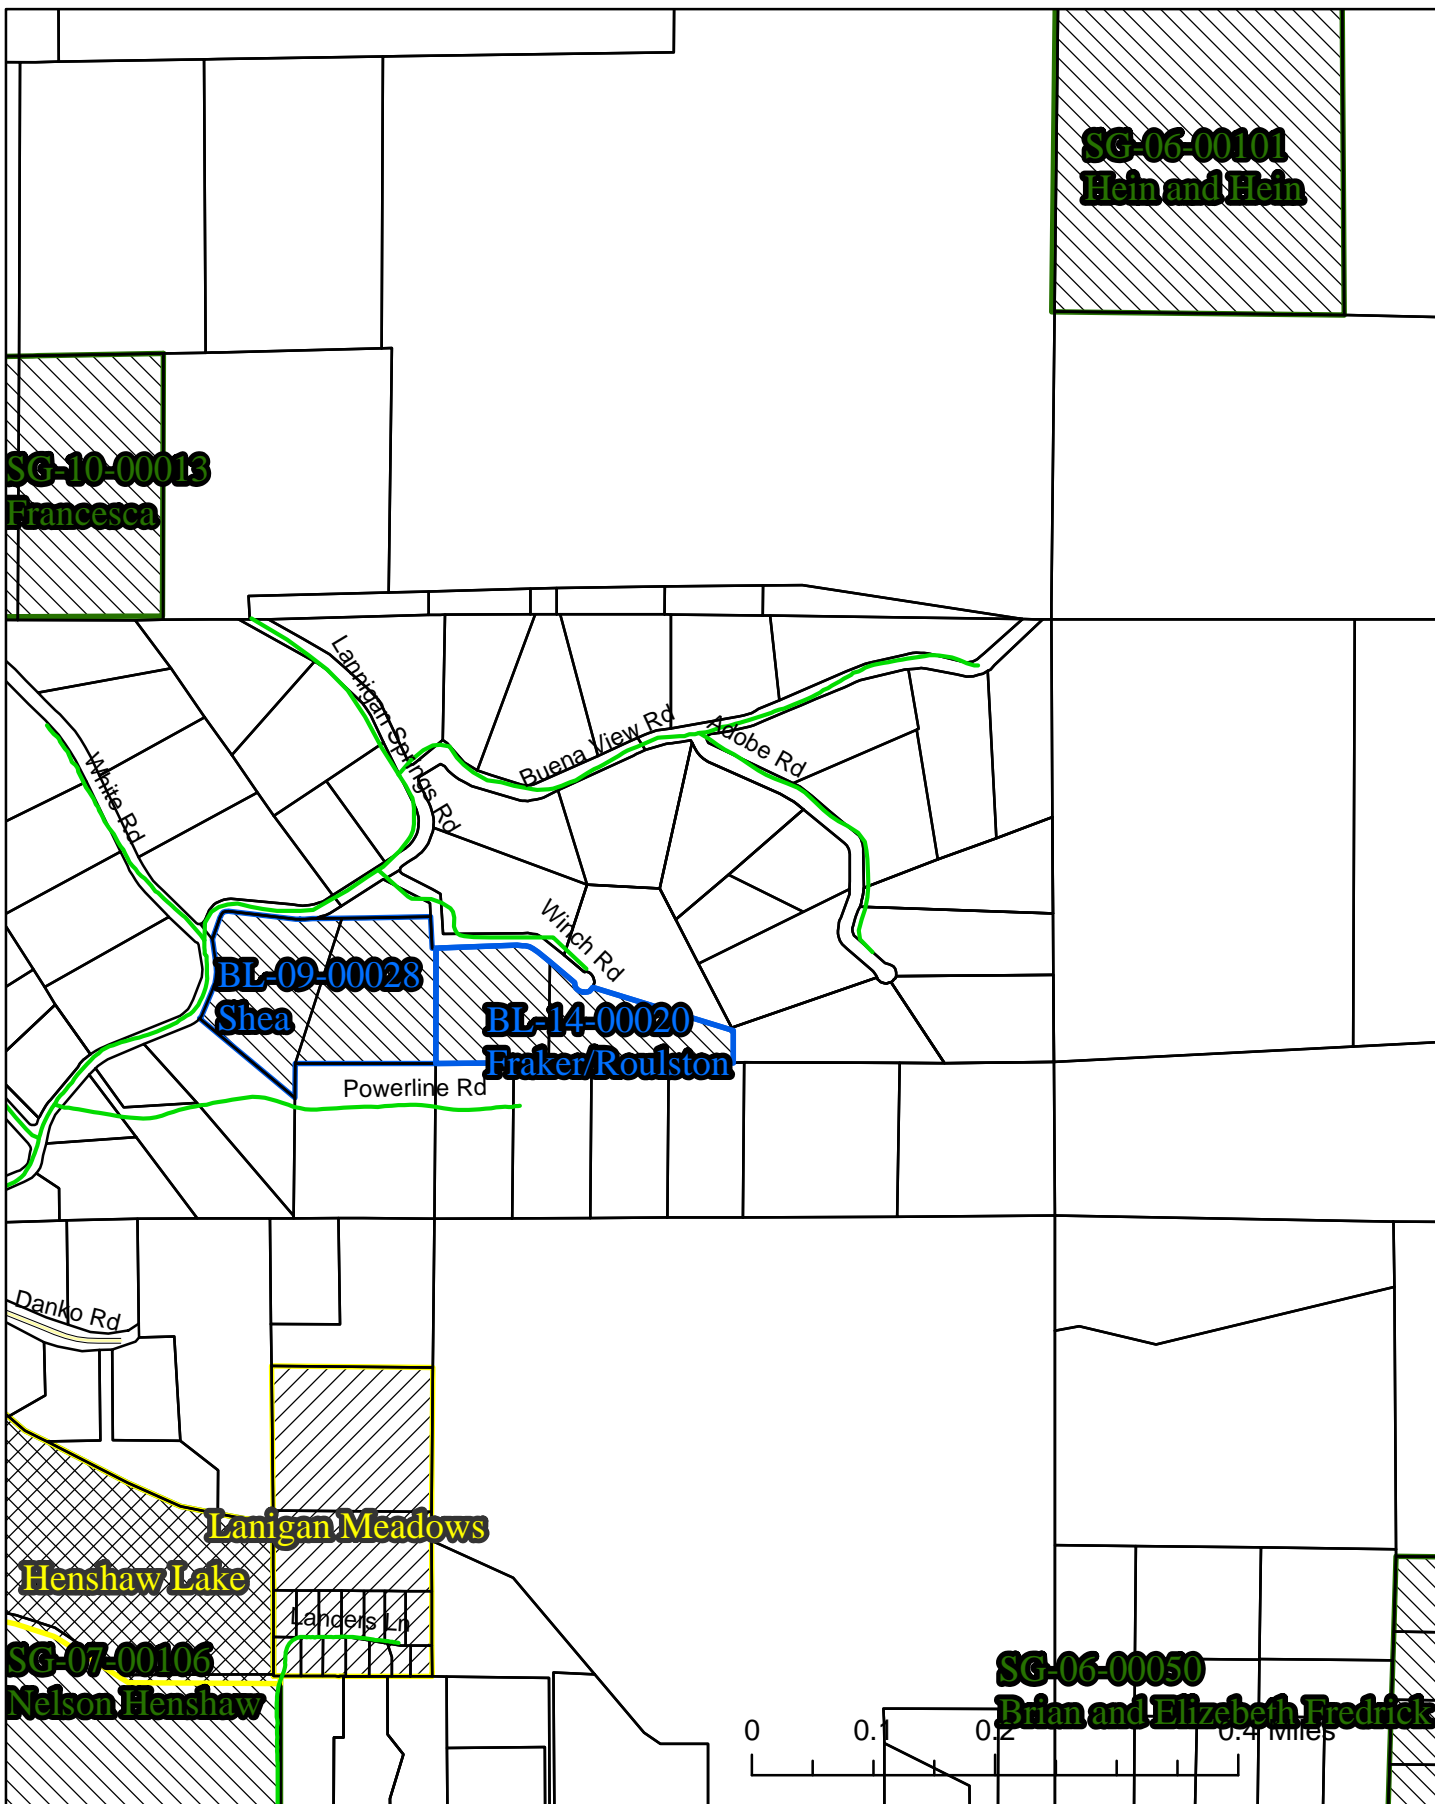 SG-06-00101
Hein and Hein
SG-10-00013
Francesca
Lannigan Springs Rd
Buena View Rd
Adobe Rd
White Rd
Winch Rd
BL-09-00028
Shea
BL-14-00020
Fraker/Roulston
Powerline Rd
Danko Rd
Lanigan Meadows
Henshaw Lake
Landers Ln
SG-07-00106
Nelson Henshaw
SG-06-00050
Brian and Elizebeth Fredrick
0 0.1 0.2 0.4 Miles